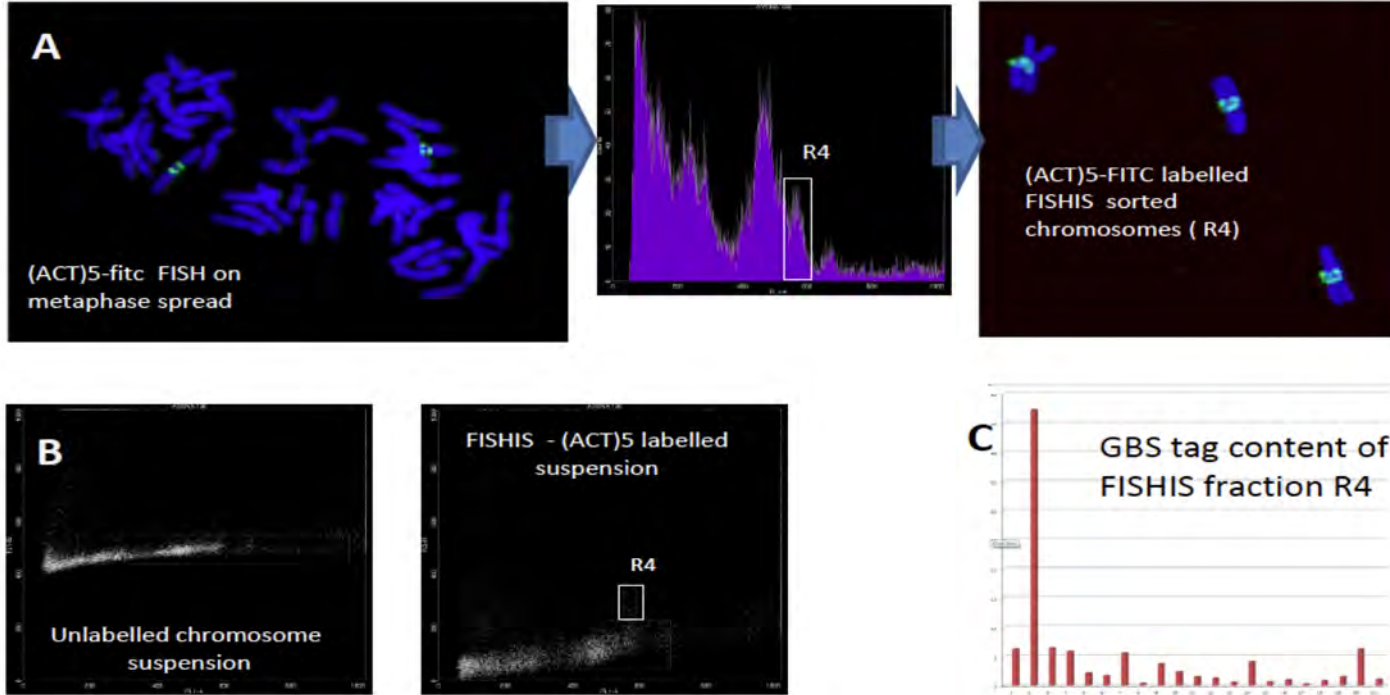 A
(ACT)5-fitc FISH on
metaphase spread
R4
(ACT)5-FITC labelled
FISHIS sorted
chromosomes ( R4)
B
Unlabelled chromosome
suspension
FISHIS - (ACT)5 labelled
suspension
R4
C
GBS tag content of
FISHIS fraction R4